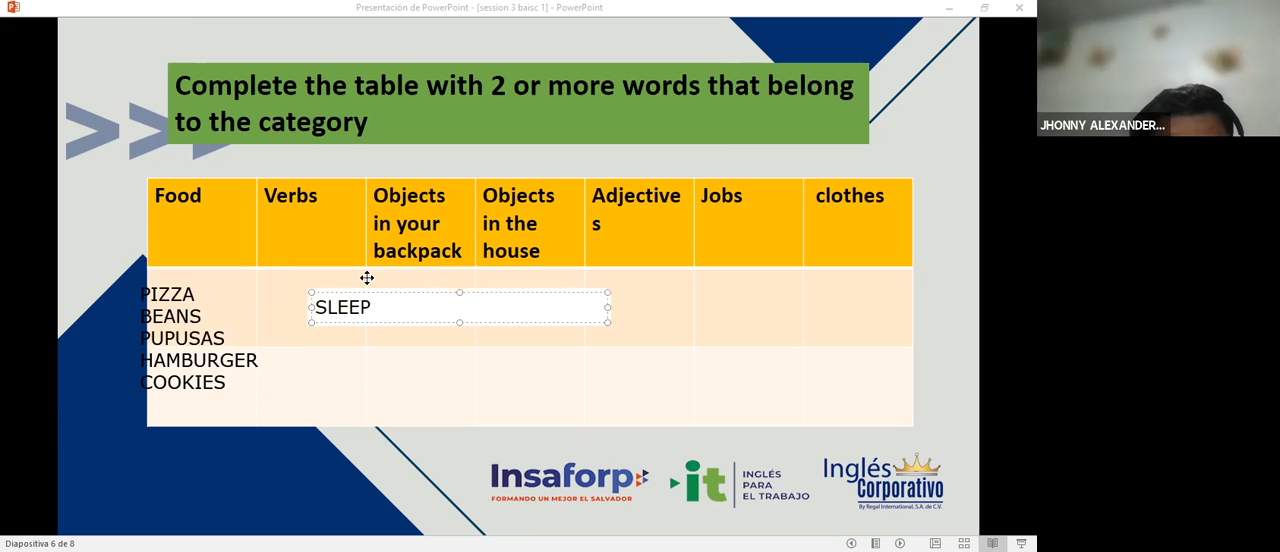 Presentación de PowerPoint - [session 3 baisc 1] - PowerPoint
Complete the table with 2 or more words that belong
to the category
JHONNY ALEXANDER...
Food
Verbs
Objects
in your
backpack
Objects
in the
house
Adjective
s
Jobs
clothes
PIZZA
BEANS
PUPUSAS
HAMBURGER
COOKIES
SLEEP
Insaforp
FORMANDO UN MEJOR EL SALVADOR
it
INGLÉS
PARA
EL TRABAJO
Inglés
Corporativo
By Regal International, S.A. de C.V.
Diapositiva 6 de 8